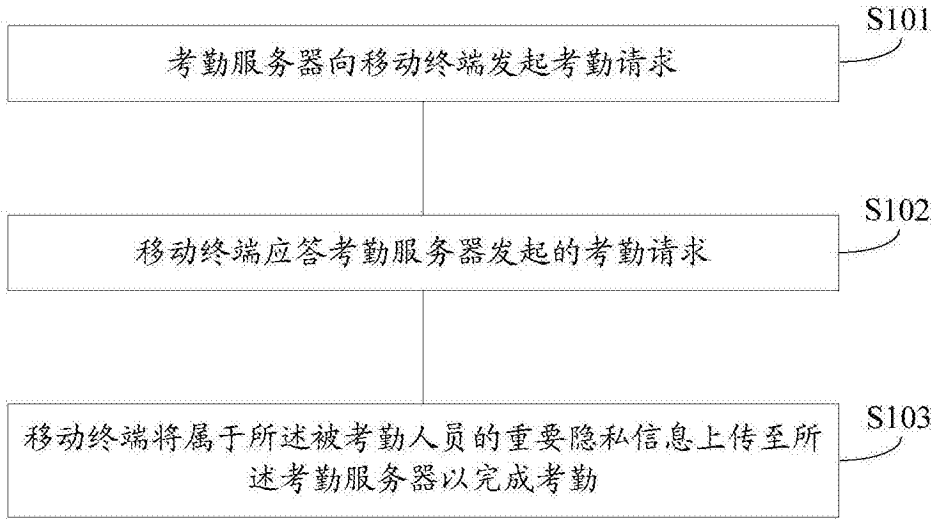 S101
考勤服务器向移动终端发起考勤请求
S102
移动终端应答考勤服务器发起的考勤请求
S103
移动终端将属于所述被考勤人员的重要隐私信息上传至所
述考勤服务器以完成考勤